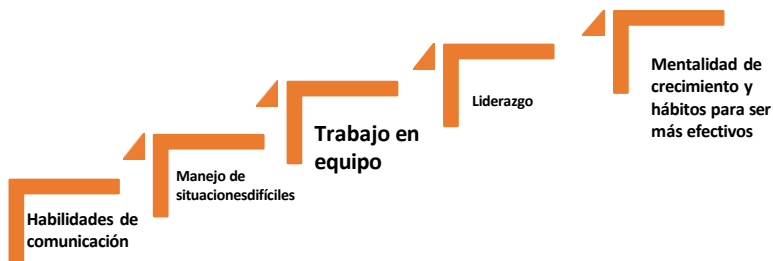 Habilidades de
comunicación
Manejo de
situacionesdifíciles
Trabajo en
equipo
Liderazgo
Mentalidad de
crecimiento y
hábitos para ser
más efectivos